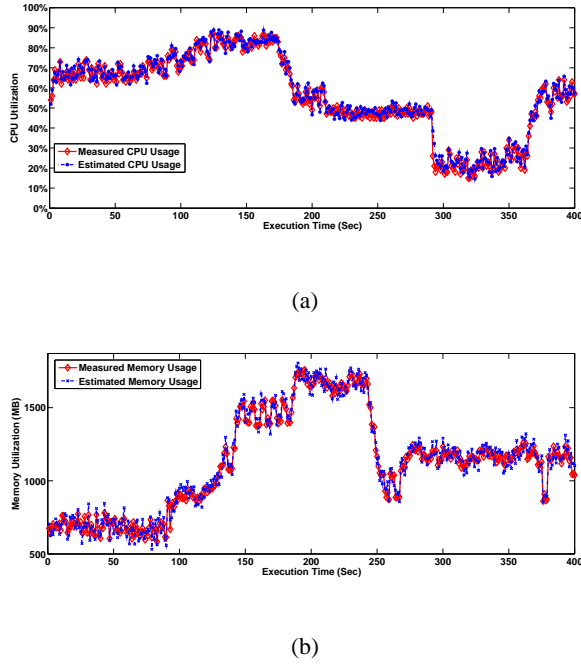 100%
90%
80%
70%
60%
50%
40%
30%
20%
10%
0%
CPU Utilization
Measured CPU Usage
Estimated CPU Usage
0 50 100 150 200 250 300 350 400
Execution Time (Sec)
(a)
Measured Memory Usage
Estimated Memory Usage
1500
1000
500
Memory Utilization (MB)
0 50 100 150 200 250 300 350 400
Execution Time (Sec)
(b)